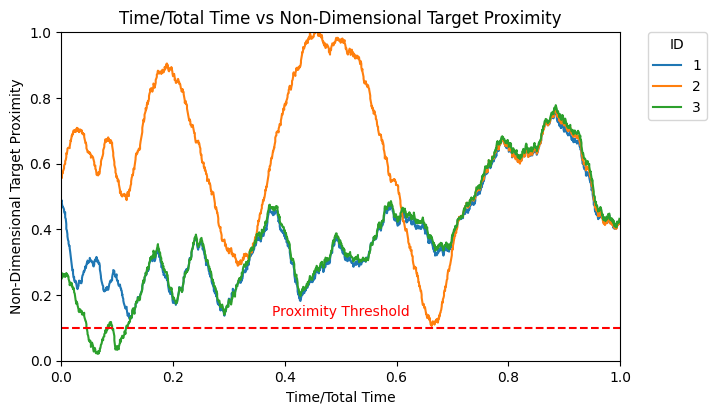 Time/Total Time vs Non-Dimensional Target Proximity
Non-Dimensional Target Proximity
1.0
0.8
0.6
0.4
0.2
0.0
Proximity Threshold
0.0 0.2 0.4 0.6 0.8 1.0
Time/Total Time
ID
1
2
3